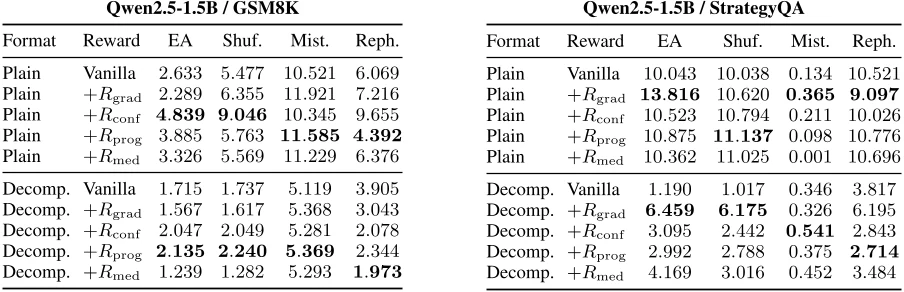 Qwen2.5-1.5B / GSM8K
Format Reward EA Shuf. Mist. Reph.
Plain Vanilla 2.633 5.477 10.521 6.069
Plain +R_grad 2.289 6.355 11.921 7.216
Plain +R_conf 4.839 9.046 10.345 9.655
Plain +R_prog 3.885 5.763 11.585 4.392
Plain +R_med 3.326 5.569 11.229 6.376
Decomp. Vanilla 1.715 1.737 5.119 3.905
Decomp. +R_grad 1.567 1.617 5.368 3.043
Decomp. +R_conf 2.047 2.049 5.281 2.078
Decomp. +R_prog 2.135 2.240 5.369 2.344
Decomp. +R_med 1.239 1.282 5.293 1.973
Qwen2.5-1.5B / StrategyQA
Format Reward EA Shuf. Mist. Reph.
Plain Vanilla 10.043 10.038 0.134 10.521
Plain +R_grad 13.816 10.620 0.365 9.097
Plain +R_conf 10.523 10.794 0.211 10.026
Plain +R_prog 10.875 11.137 0.098 10.776
Plain +R_med 10.362 11.025 0.001 10.696
Decomp. Vanilla 1.190 1.017 0.346 3.817
Decomp. +R_grad 6.459 6.175 0.326 6.195
Decomp. +R_conf 3.095 2.442 0.541 2.843
Decomp. +R_prog 2.992 2.788 0.375 2.714
Decomp. +R_med 4.169 3.016 0.452 3.484